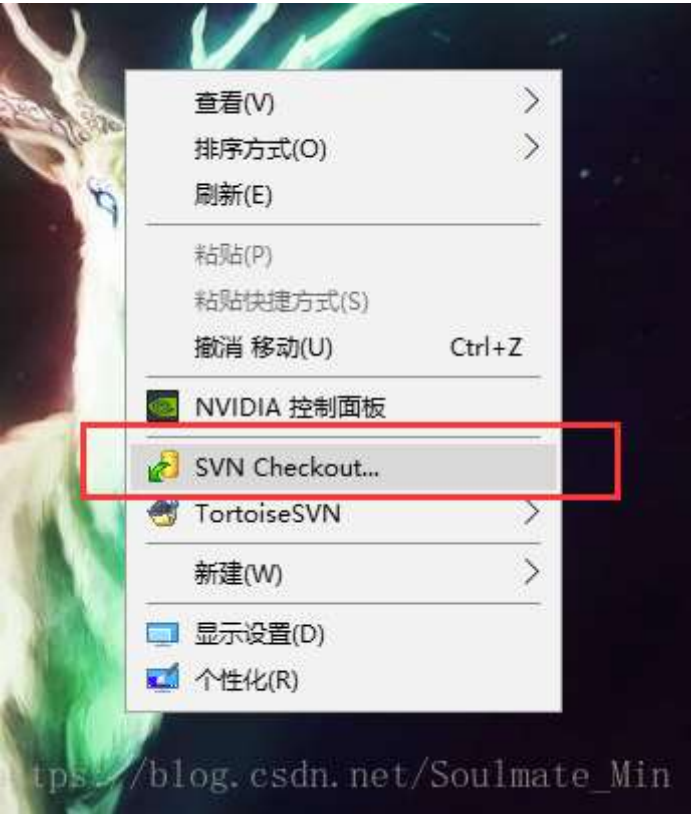 查看(V)
排序方式(O)
刷新(E)
粘贴(P)
粘贴快捷方式(S)
撤消 移动(U) Ctrl+Z
NVIDIA 控制面板
SVN Checkout...
TortoiseSVN
新建(W)
显示设置(D)
个性化(R)
tps://blog.csdn.net/Soulmate_Min